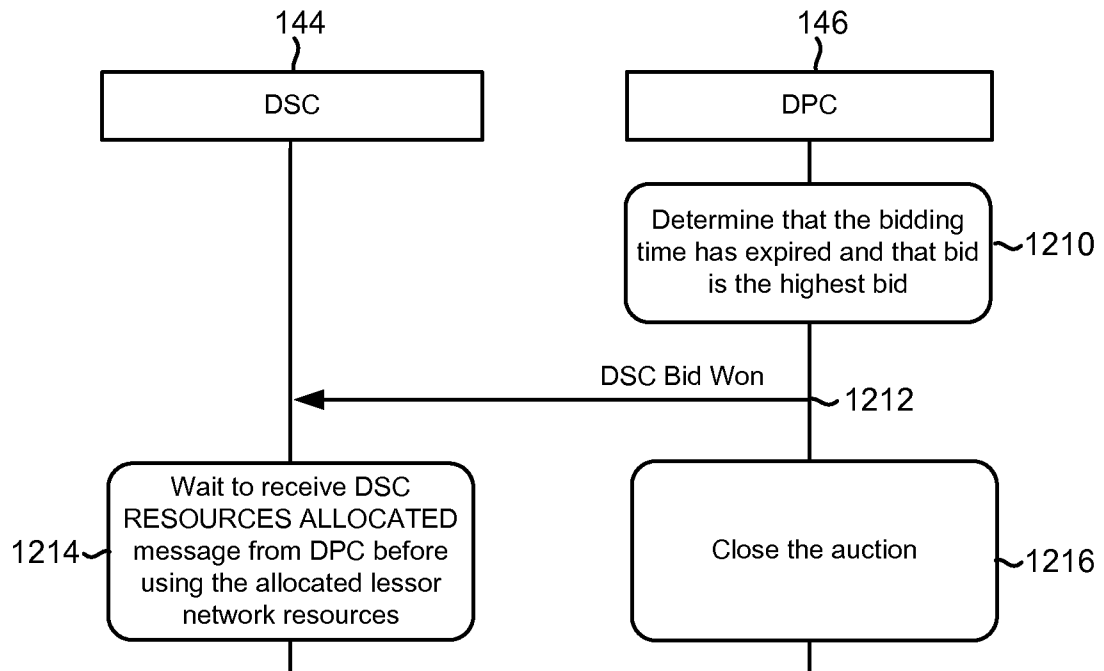 144
146
DSC
DPC
Determine that the bidding
time has expired and that bid
is the highest bid
1210
DSC Bid Won
1212
Wait to receive DSC
RESOURCES ALLOCATED
message from DPC before
using the allocated lessor
network resources
1214
Close the auction
1216